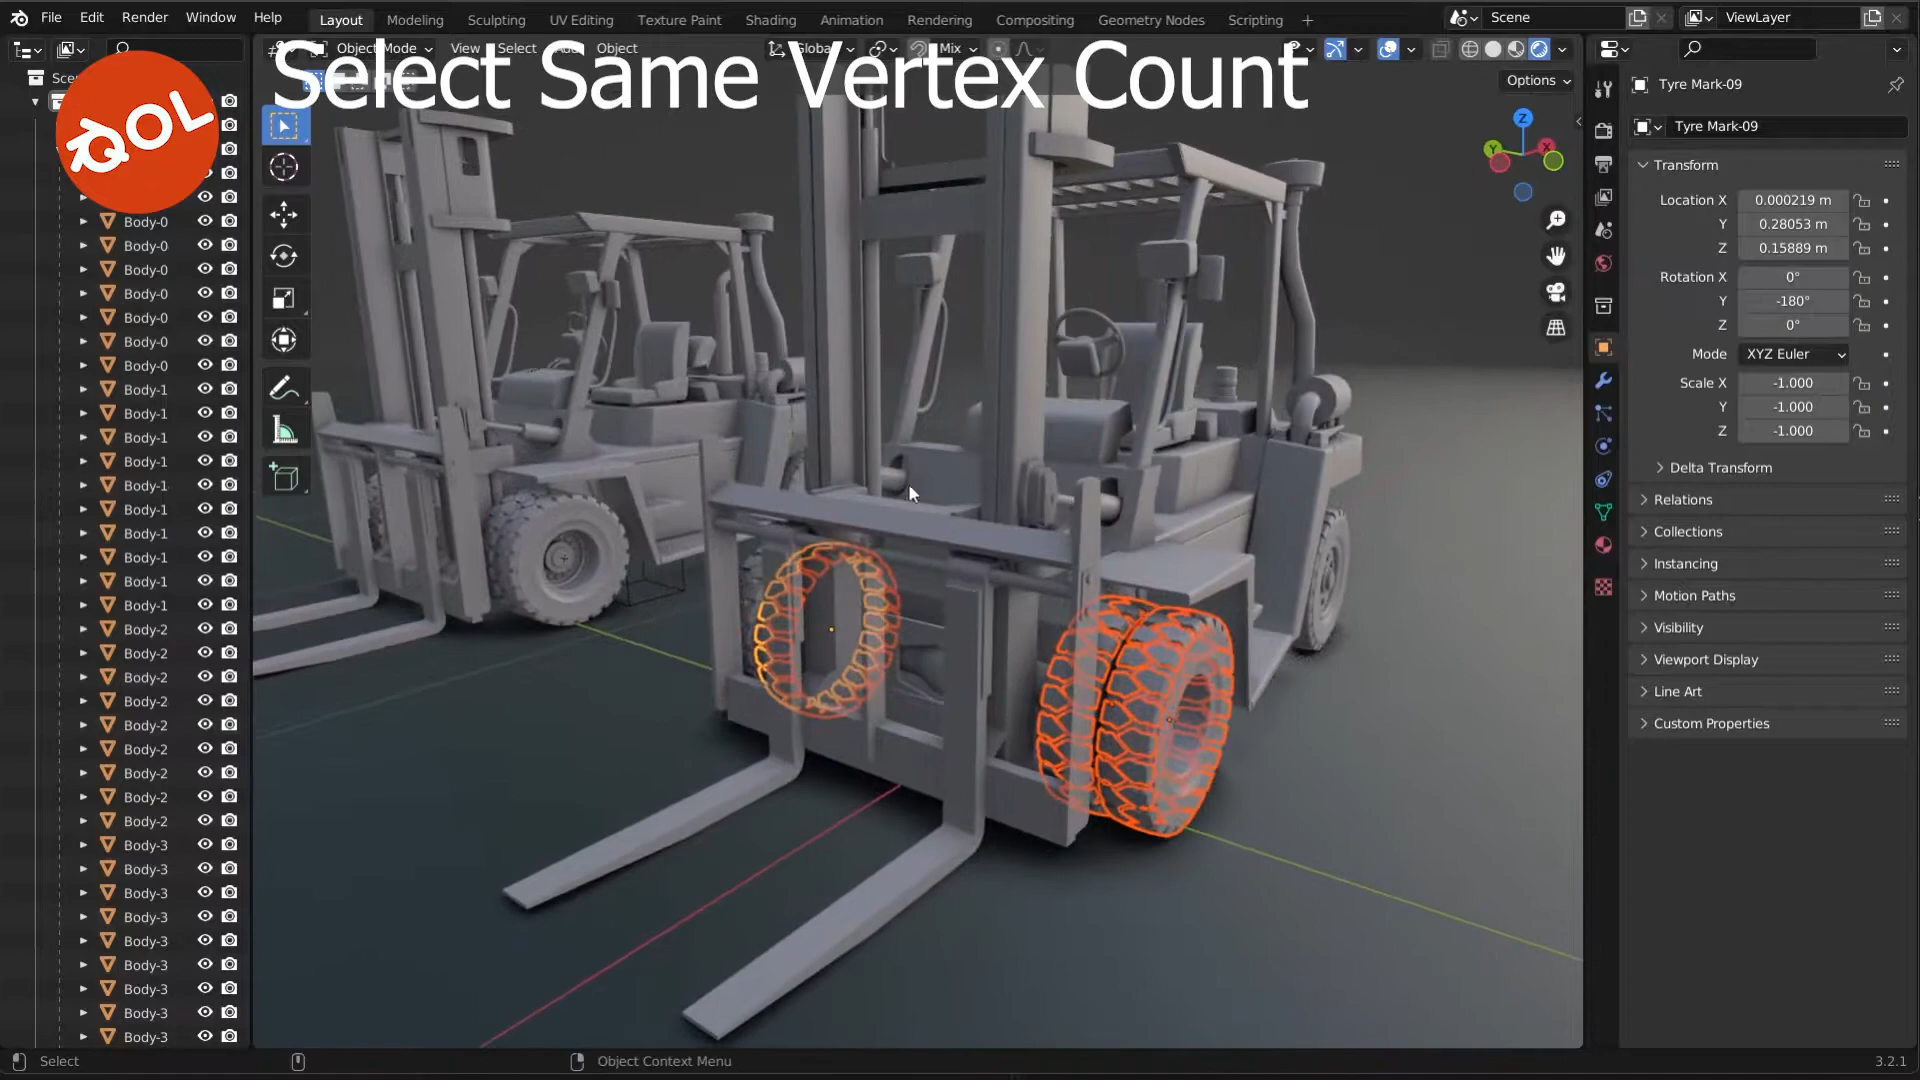 File Edit Render Window Help Layout Modeling Sculpting UV Editing Texture Paint Shading Animation Rendering Compositing Geometry Nodes Scripting + Scene ViewLayer
Object Mode View Select Object Global Mix
Select Same Vertex Count
Options
QOL
Tyre Mark-09
Tyre Mark-09
Transform
Location X 0.000219 m
Y 0.28053 m
Z 0.15889 m
Rotation X 0°
Y -180°
Z 0°
Mode XYZ Euler
Scale X -1.000
Y -1.000
Z -1.000
Delta Transform
Relations
Collections
Instancing
Motion Paths
Visibility
Viewport Display
Line Art
Custom Properties
Z
Y
X
Body-0
Body-0
Body-0
Body-0
Body-0
Body-0
Body-0
Body-1
Body-1
Body-1
Body-1
Body-1
Body-1
Body-1
Body-1
Body-1
Body-1
Body-2
Body-2
Body-2
Body-2
Body-2
Body-2
Body-2
Body-2
Body-2
Body-3
Body-3
Body-3
Body-3
Body-3
Body-3
Body-3
Body-3
Body-3
Select Object Context Menu 3.2.1